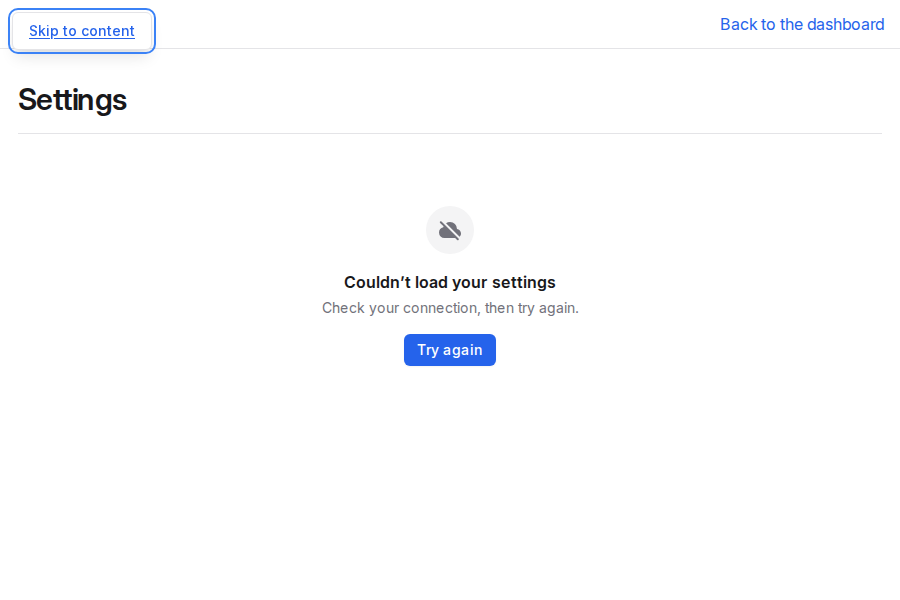 Skip to content
Back to the dashboard
Settings
Couldn’t load your settings
Check your connection, then try again.
Try again